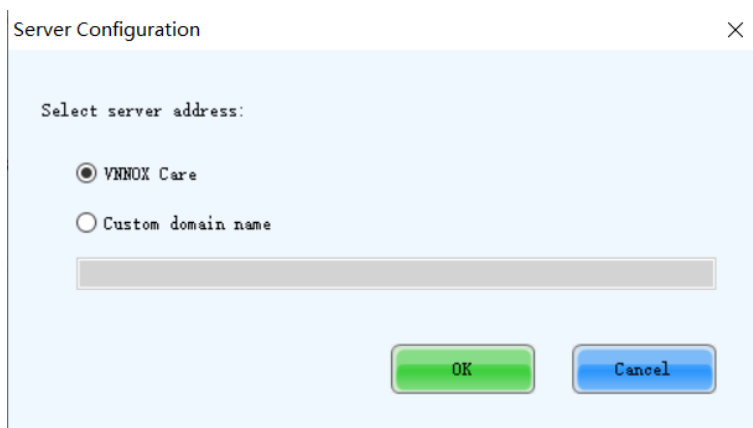 Server Configuration
Select server address:
VNNOX Care
Custom domain name
OK
Cancel